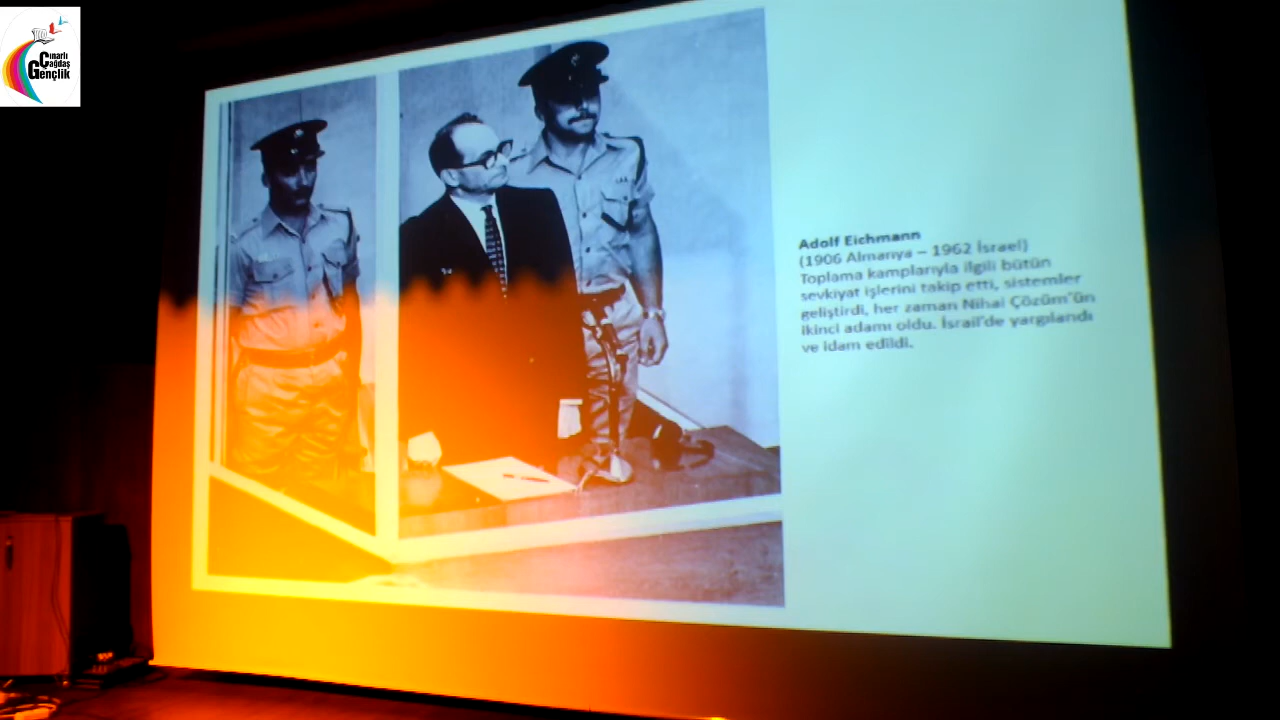 Çınarlı
Çağdaş
Gençlik
Adolf Eichmann
(1906 Almanya – 1962 İsrael)
Toplama kamplarıyla ilgili bütün
sevkiyat işlerini takip etti, sistemler
geliştirdi, her zaman Nihai Çözüm'ün
ikinci adamı oldu. İsrail'de yargılandı
ve idam edildi.